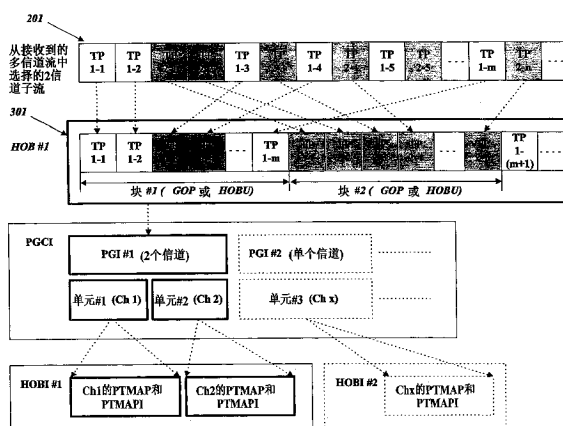 201
从接收到的
多信道流中
选择的2信
道子流
TP
1-1
TP
1-2
TP
1-3
TP
1-4
TP
1-5
TP
2-5
TP
1-m
TP
2-n
301
HOB #1
TP
1-1
TP
1-2
TP
1-m
TP
1-
(m+1)
块 #1 ( GOP 或 HOBU)
块 #2 ( GOP 或 HOBU)
PGCI
PGI #1 (2个信道)
PGI #2 (单个信道)
单元#1 (Ch 1)
单元#2 (Ch 2)
单元#3 (Ch x)
HOBI #1
Ch1的PTMAP和
PTMAPI
Ch2的PTMAP和
PTMAPI
HOBI #2
Chx的PTMAP和
PTMAPI